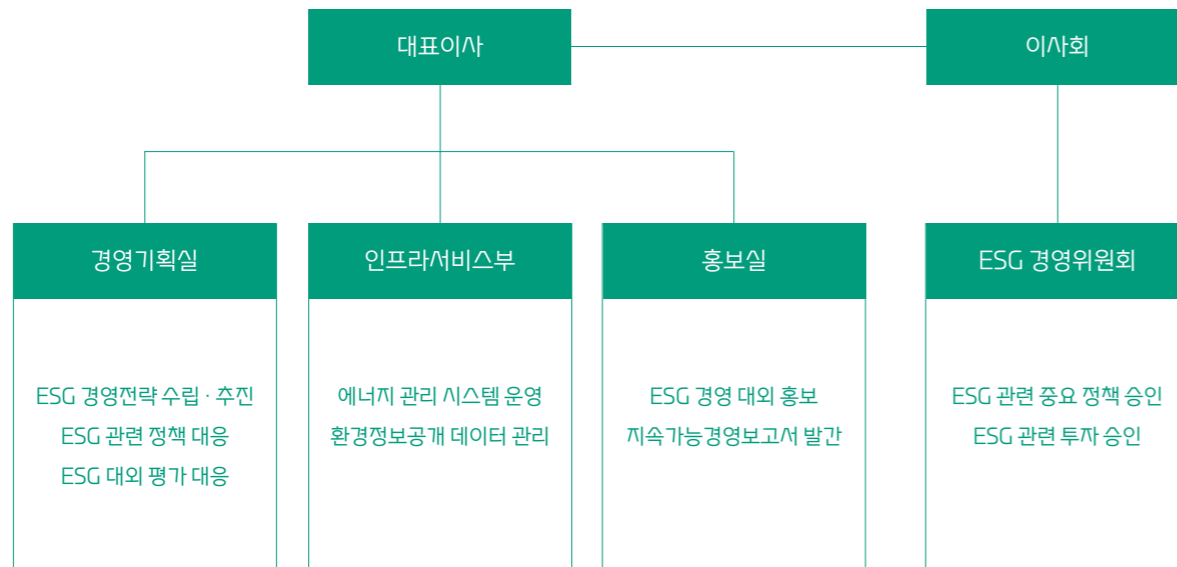 대표이사
이사회
경영기획실
ESG 경영전략 수립 · 추진
ESG 관련 정책 대응
ESG 대외 평가 대응
인프라서비스부
에너지 관리 시스템 운영
환경정보공개 데이터 관리
홍보실
ESG 경영 대외 홍보
지속가능경영보고서 발간
ESG 경영위원회
ESG 관련 중요 정책 승인
ESG 관련 투자 승인